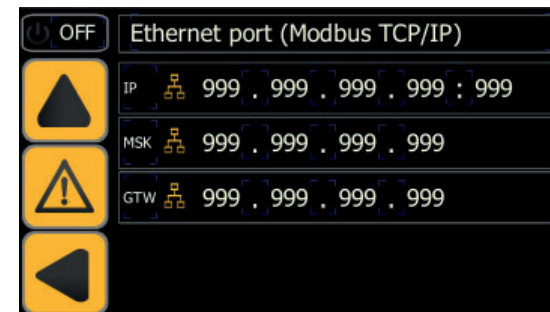 OFF
Ethernet port (Modbus TCP/IP)
IP 999 . 999 . 999 . 999 : 999
MSK 999 . 999 . 999 . 999
GTW 999 . 999 . 999 . 999